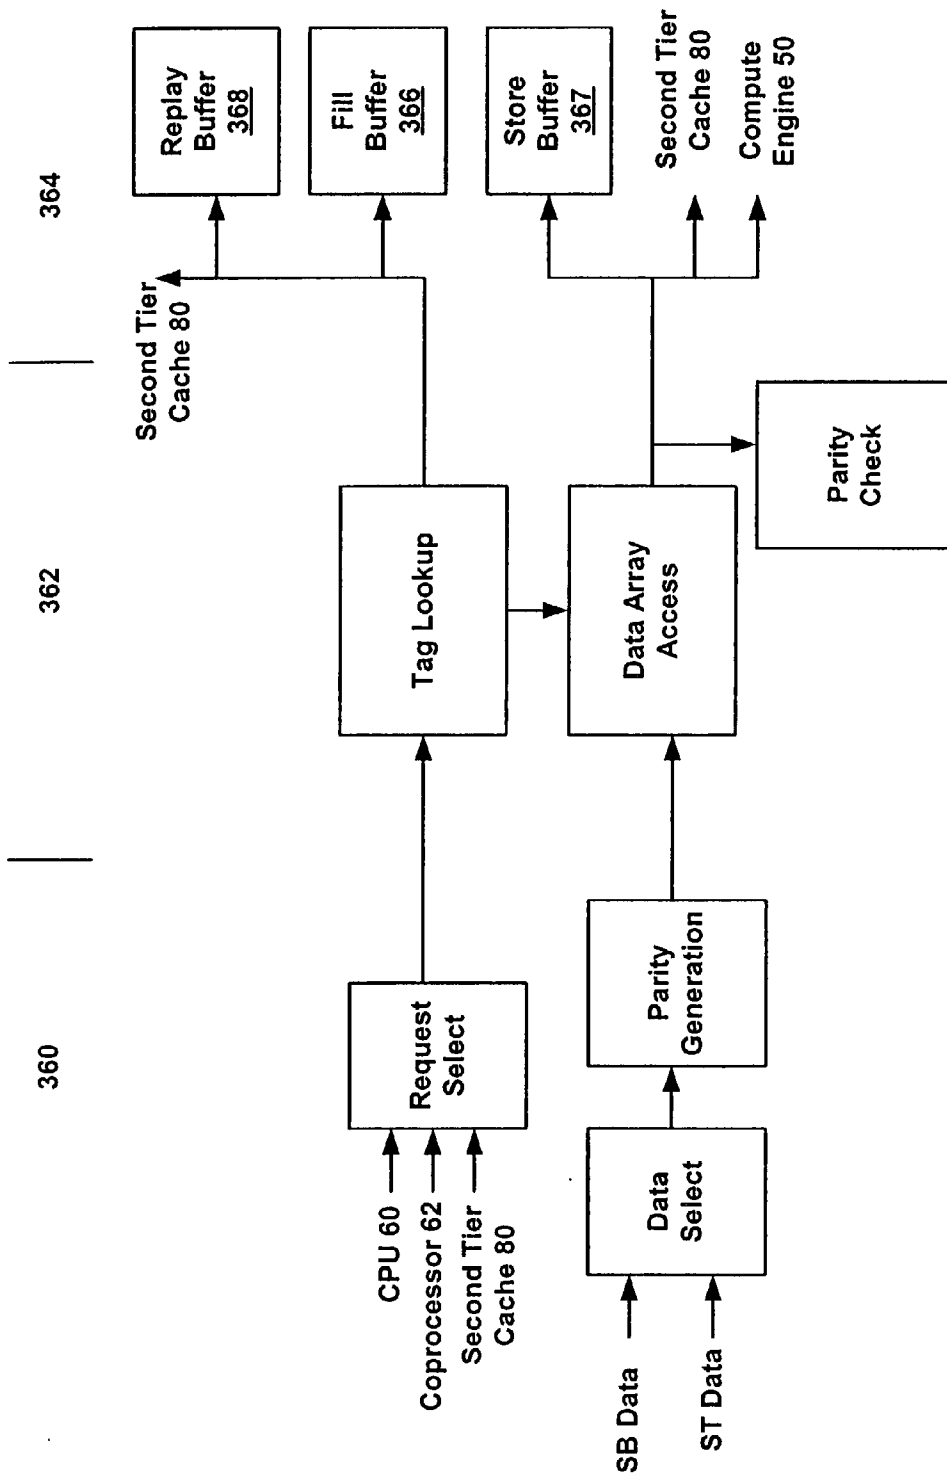 360
362
364
CPU 60
Coprocessor 62
Second Tier
Cache 80
Request
Select
Tag Lookup
Second Tier
Cache 80
Replay
Buffer
368
Fill
Buffer
366
SB Data
ST Data
Data
Select
Parity
Generation
Data Array
Access
Parity
Check
Store
Buffer
367
Second Tier
Cache 80
Compute
Engine 50